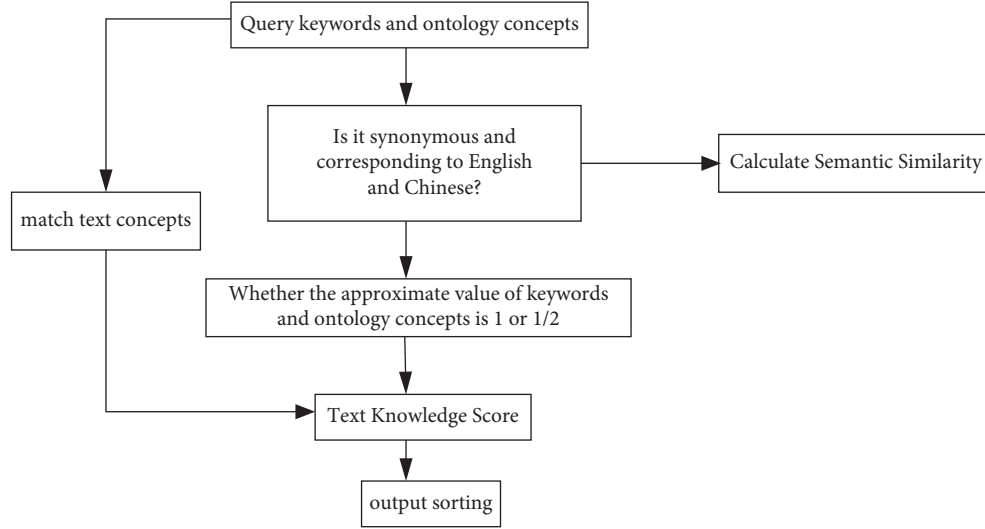 Query keywords and ontology concepts
Is it synonymous and
corresponding to English
and Chinese?
Calculate Semantic Similarity
match text concepts
Whether the approximate value of keywords
and ontology concepts is 1 or 1/2
Text Knowledge Score
output sorting